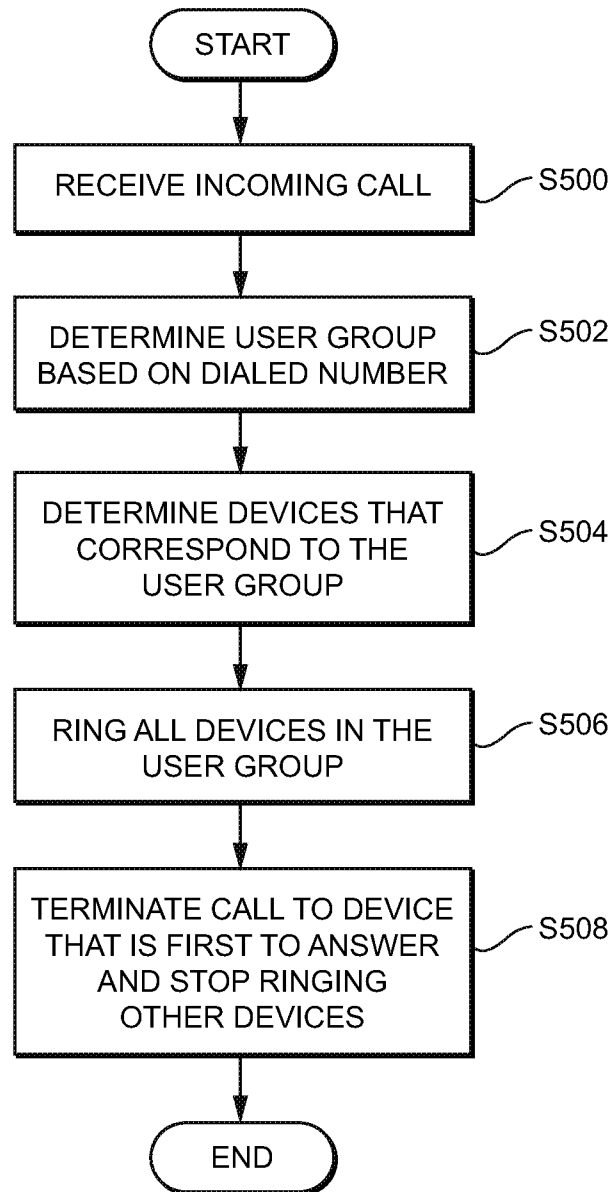 START
RECEIVE INCOMING CALL
S500
DETERMINE USER GROUP
BASED ON DIALED NUMBER
S502
DETERMINE DEVICES THAT
CORRESPOND TO THE
USER GROUP
S504
RING ALL DEVICES IN THE
USER GROUP
S506
TERMINATE CALL TO DEVICE
THAT IS FIRST TO ANSWER
AND STOP RINGING
OTHER DEVICES
S508
END